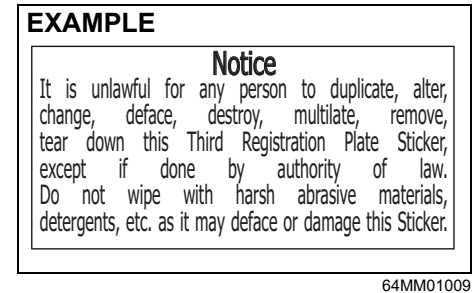 EXAMPLE
Notice
It is unlawful for any person to duplicate, alter,
change, deface, destroy, multilate, remove,
tear down this Third Registration Plate Sticker,
except if done by authority of law.
Do not wipe with harsh abrasive materials,
detergents, etc. as it may deface or damage this Sticker.
64MM01009